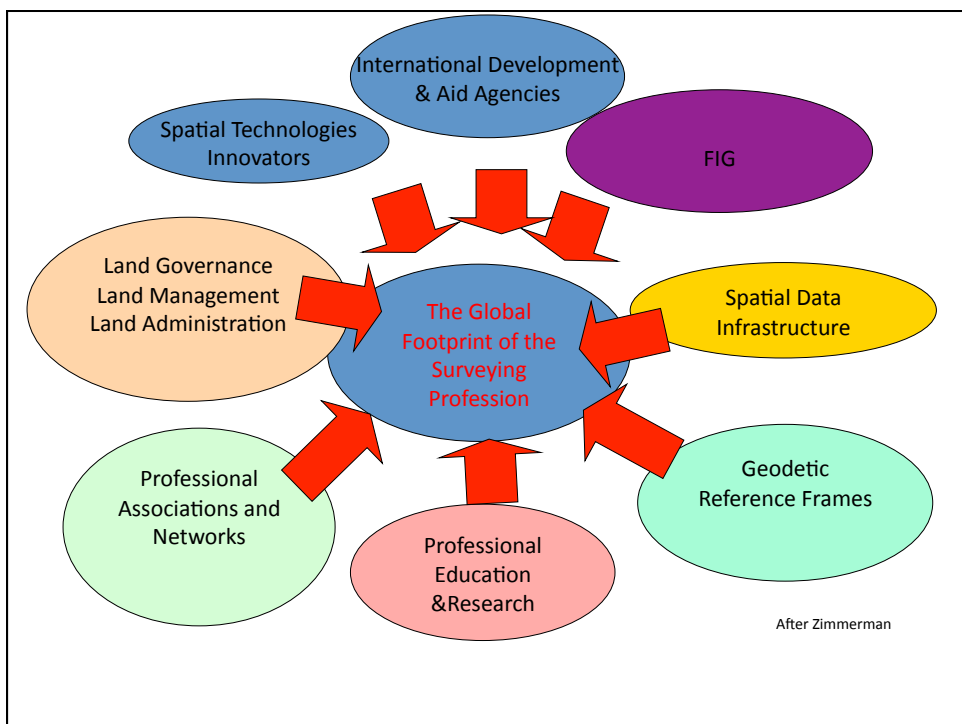 International Development
& Aid Agencies
Spatial Technologies
Innovators
FIG
Land Governance
Land Management
Land Administration
The Global
Footprint of the
Surveying
Profession
Spatial Data
Infrastructure
Professional
Associations and
Networks
Professional
Education
&Research
Geodetic
Reference Frames
After Zimmerman